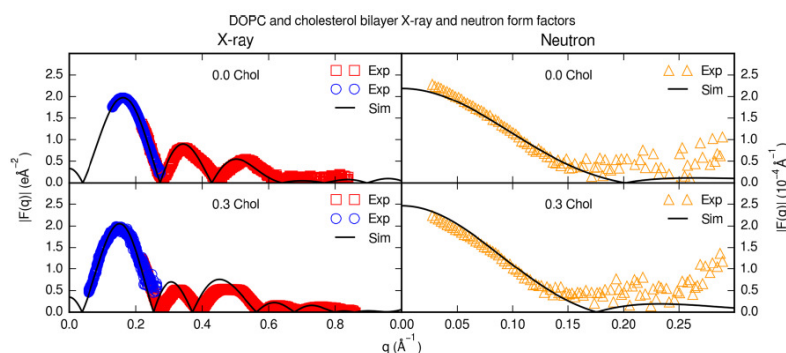 DOPC and cholesterol bilayer X-ray and neutron form factors
X-ray
Neutron
0.0 Chol
Exp
Exp
Sim
0.0 Chol
Exp
Sim
2.5
2.0
1.5
1.0
0.5
0.0
2.5
2.0
1.5
1.0
0.5
0.0
0.3 Chol
Exp
Exp
Sim
0.3 Chol
Exp
Sim
2.5
2.0
1.5
1.0
0.5
0.0
2.5
2.0
1.5
1.0
0.5
0.0
|F(q)| (eÅ⁻²)
|F(q)| (10⁻⁴ Å⁻¹)
0.0 0.2 0.4 0.6 0.8 0.00 0.05 0.10 0.15 0.20 0.25
q (Å⁻¹)